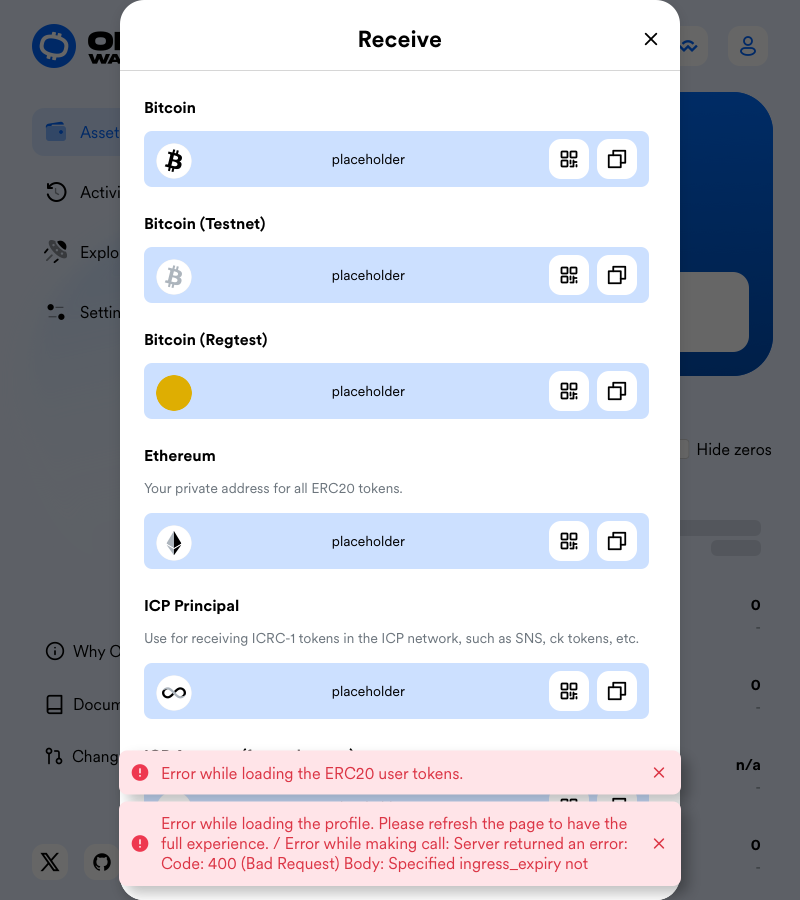 Receive
Bitcoin
placeholder
Bitcoin (Testnet)
placeholder
Bitcoin (Regtest)
placeholder
Ethereum
Your private address for all ERC20 tokens.
placeholder
ICP Principal
Use for receiving ICRC-1 tokens in the ICP network, such as SNS, ck tokens, etc.
placeholder
Error while loading the ERC20 user tokens.
Error while loading the profile. Please refresh the page to have the
full experience. / Error while making call: Server returned an error:
Code: 400 (Bad Request) Body: Specified ingress_expiry not
Asset
Activi
Explo
Settin
Why O
Docum
Chang
Hide zeros
0
-
0
-
n/a
-
0
-